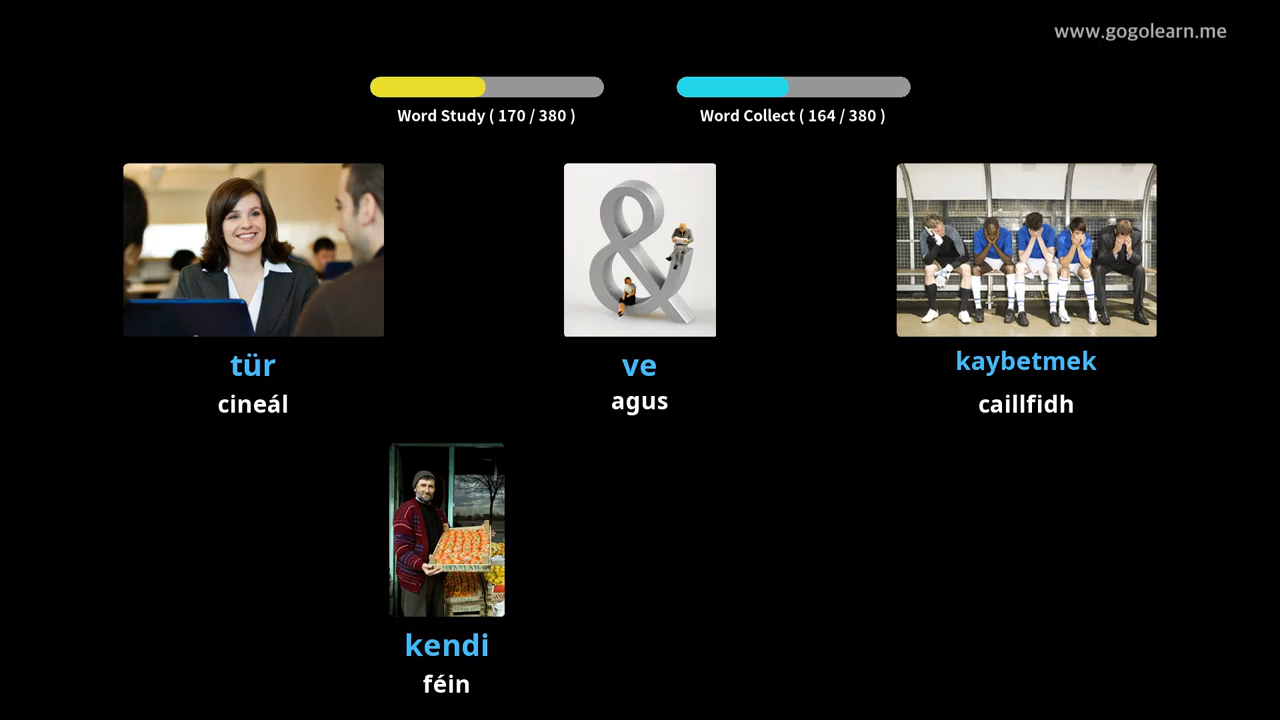 www.gogolearn.me
Word Study ( 170 / 380 )
Word Collect ( 164 / 380 )
tür
cineál
&
ve
agus
kaybetmek
caillfidh
kendi
féin